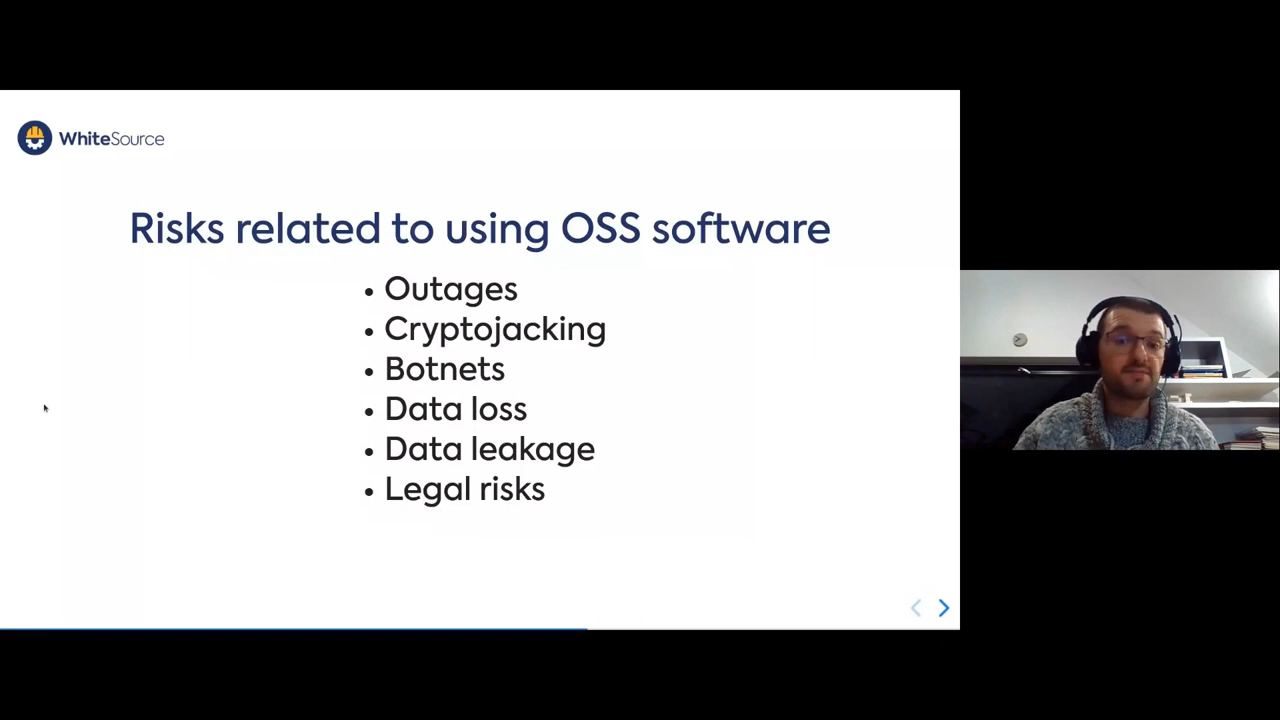 WhiteSource
Risks related to using OSS software
• Outages
• Cryptojacking
• Botnets
• Data loss
• Data leakage
• Legal risks